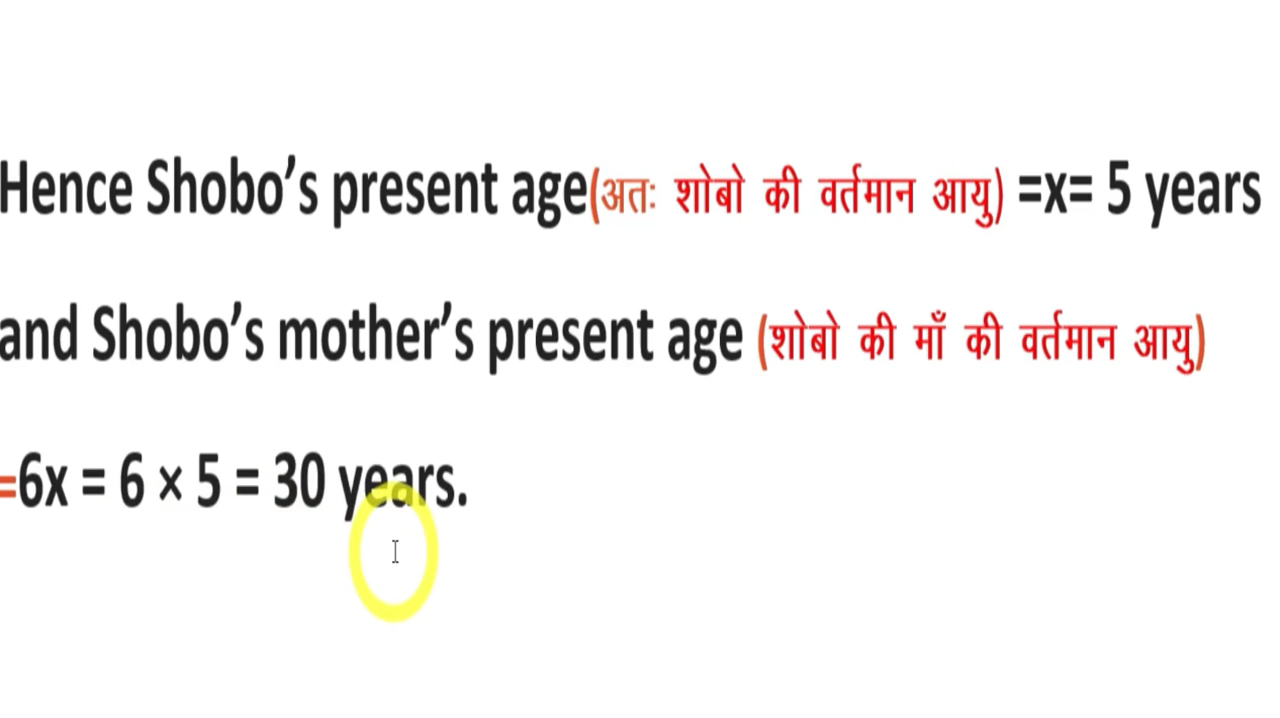 Hence Shobo’s present age(अतः शोबो की वर्तमान आयु) =x= 5 years
and Shobo’s mother’s present age (शोबो की माँ की वर्तमान आयु)
=6x = 6 × 5 = 30 years.